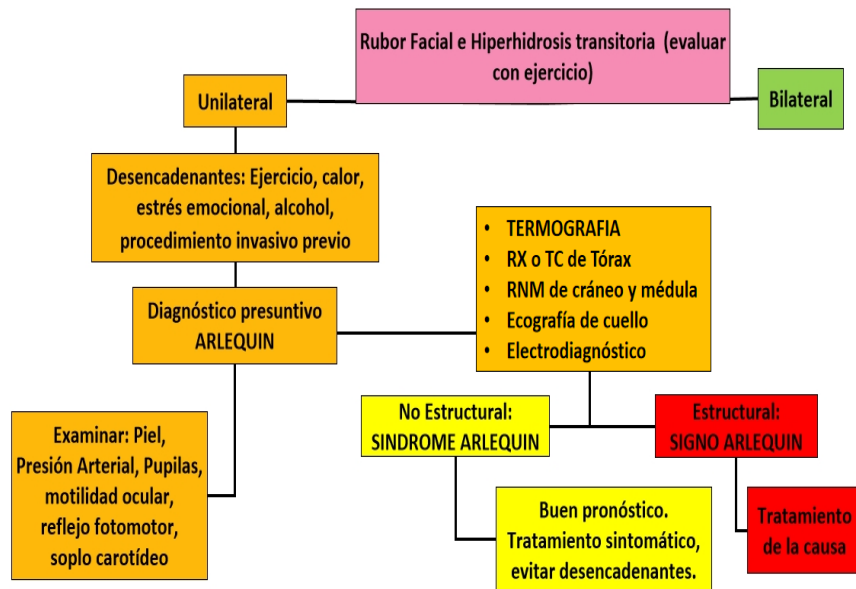 Rubor Facial e Hiperhidrosis transitoria  (evaluar
con ejercicio)
Unilateral
Bilateral
Desencadenantes: Ejercicio, calor,
estrés emocional, alcohol,
procedimiento invasivo previo
• TERMOGRAFIA
• RX o TC de Tórax
• RNM de cráneo y médula
• Ecografía de cuello
• Electrodiagnóstico
Diagnóstico presuntivo
ARLEQUIN
Examinar: Piel,
Presión Arterial, Pupilas,
motilidad ocular,
reflejo fotomotor,
soplo carotídeo
No Estructural:
SINDROME ARLEQUIN
Estructural:
SIGNO ARLEQUIN
Buen pronóstico.
Tratamiento sintomático,
evitar desencadenantes.
Tratamiento
de la causa